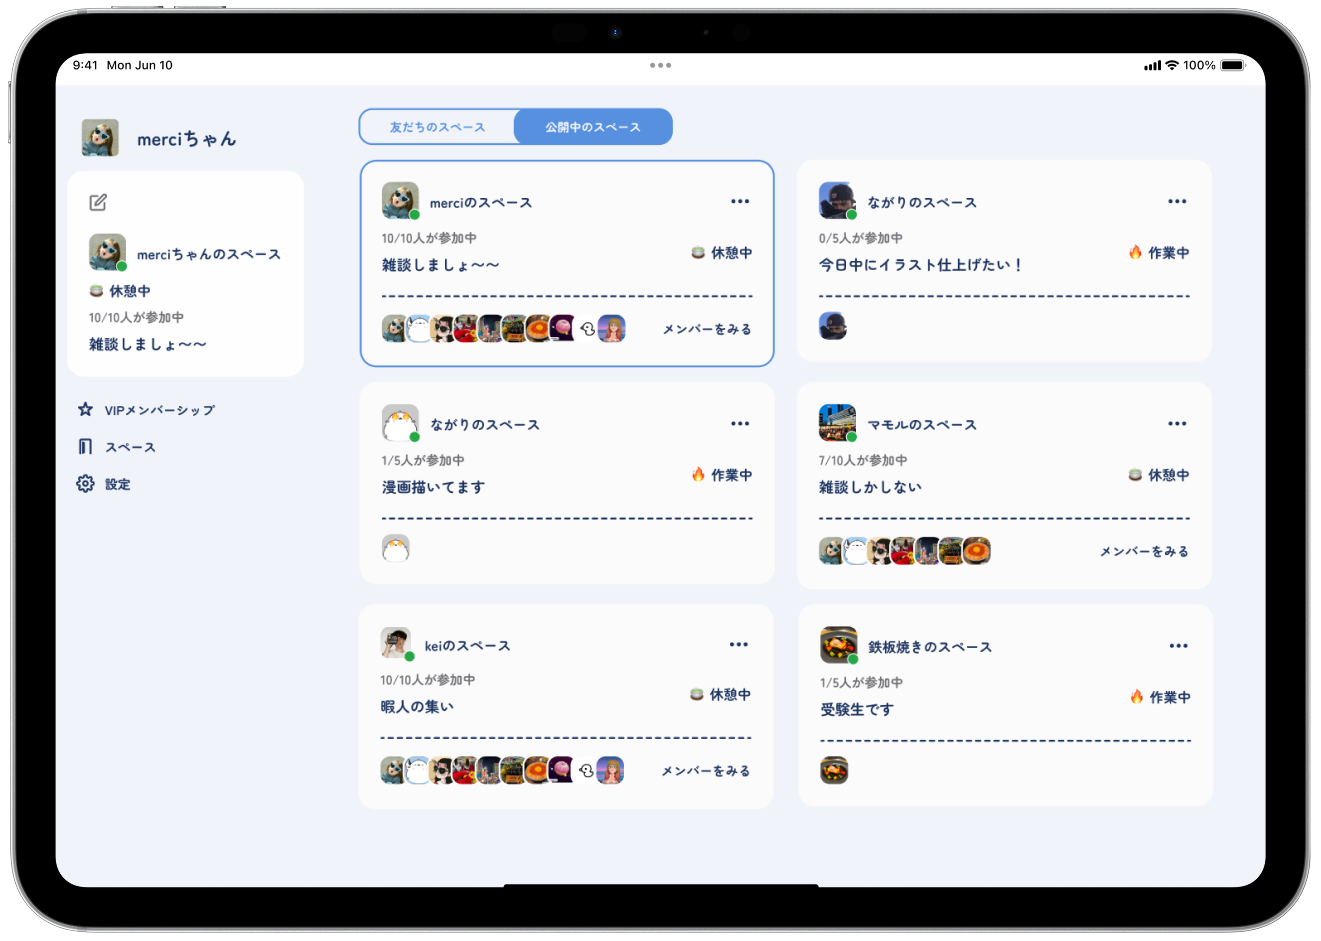 9:41 Mon Jun 10
100%
merciちゃん
merciちゃんのスペース
休憩中
10/10人が参加中
雑談しましょ〜〜
VIPメンバーシップ
スペース
設定
友だちのスペース
公開中のスペース
merciのスペース
10/10人が参加中
休憩中
雑談しましょ〜〜
メンバーをみる
ながりのスペース
0/5人が参加中
作業中
今日中にイラスト仕上げたい！
ながりのスペース
1/5人が参加中
作業中
漫画描いてます
マモルのスペース
7/10人が参加中
休憩中
雑談しかしない
メンバーをみる
keiのスペース
10/10人が参加中
休憩中
暇人の集い
メンバーをみる
鉄板焼きのスペース
1/5人が参加中
作業中
受験生です